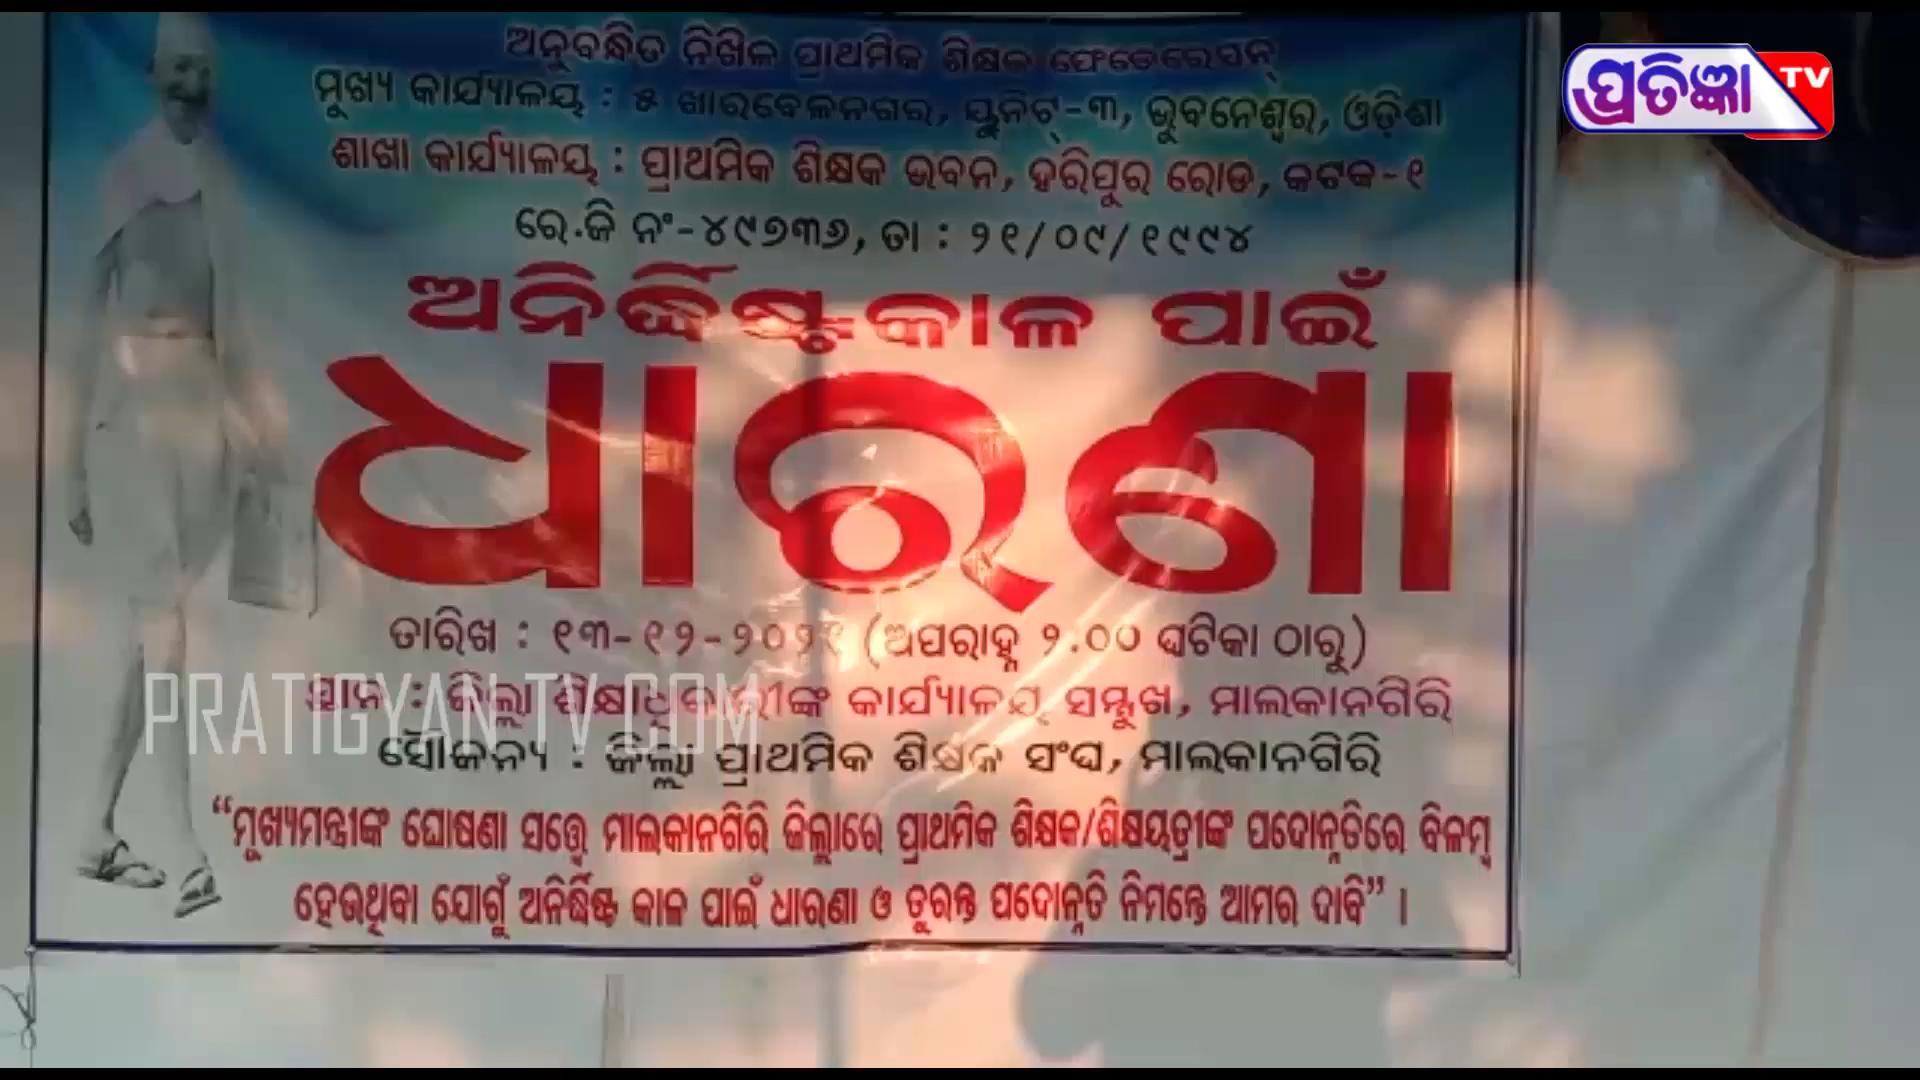 ଅନୁବନ୍ଧିତ ନିଖିଳ ପ୍ରାଥମିକ ଶିକ୍ଷକ ଫେଡେରେସନ୍
ମୁଖ୍ୟ କାର୍ଯ୍ୟାଳୟ : ୫ ଖାରବେଳନଗର, ୟୁନିଟ୍-୩, ଭୁବନେଶ୍ୱର, ଓଡ଼ିଶା
ଶାଖା କାର୍ଯ୍ୟାଳୟ : ପ୍ରାଥମିକ ଶିକ୍ଷକ ଭବନ, ହରିପୁର ରୋଡ, କଟକ-୧
ରେ.ଜି ନଂ-୪୯୭୩୬, ତା : ୨୧/୦୯/୧୯୯୪
ଅନିର୍ଦ୍ଧିଷ୍ଟକାଳ ପାଇଁ
ଧାରଣା
ତାରିଖ : ୧୩-୧୨-୨୦୨୧ (ଅପରାହ୍ନ ୨.୦୦ ଘଟିକା ଠାରୁ)
ସ୍ଥାନ : ଜିଲ୍ଲା ଶିକ୍ଷାଧିକାରୀଙ୍କ କାର୍ଯ୍ୟାଳୟ ସମ୍ମୁଖ, ମାଲକାନଗିରି
ସୌଜନ୍ୟ : ଜିଲ୍ଲା ପ୍ରାଥମିକ ଶିକ୍ଷକ ସଂଘ, ମାଲକାନଗିରି
“ମୁଖ୍ୟମନ୍ତ୍ରୀଙ୍କ ଘୋଷଣା ସତ୍ତ୍ୱେ ମାଲକାନଗିରି ଜିଲ୍ଲାରେ ପ୍ରାଥମିକ ଶିକ୍ଷକ/ଶିକ୍ଷୟତ୍ରୀଙ୍କ ପଦୋନ୍ନତିରେ ବିଳମ୍ବ
ହେଉଥିବା ଯୋଗୁଁ ଅନିର୍ଦ୍ଧିଷ୍ଟ କାଳ ପାଇଁ ଧାରଣା ଓ ତୁରନ୍ତ ପଦୋନ୍ନତି ନିମନ୍ତେ ଆମର ଦାବି” ।
ପ୍ରତିଜ୍ଞା TV
PRATIGYAN TV.COM